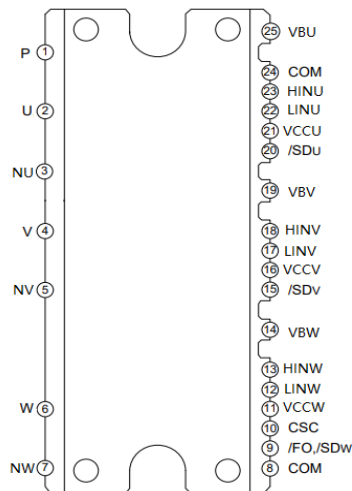 P 1
U 2
NU 3
V 4
NV 5
W 6
NW 7
25 VBU
24 COM
23 HINU
22 LINU
21 VCCU
20 /SDU
19 VBV
18 HINV
17 LINV
16 VCCV
15 /SDV
14 VBW
13 HINW
12 LINW
11 VCCW
10 CSC
9 /FO,/SDW
8 COM